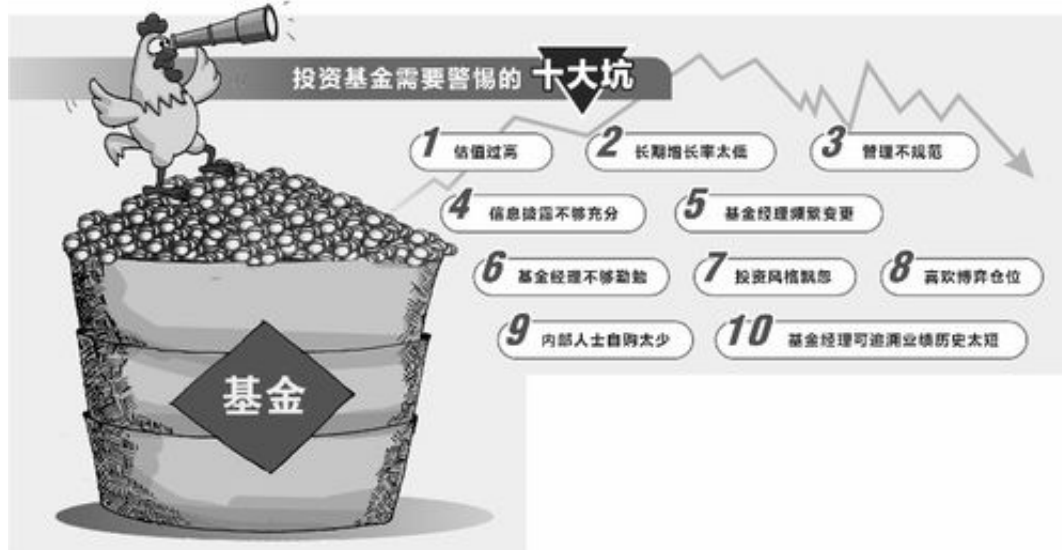 投资基金需要警惕的 十大坑
1 估值过高
2 长期增长率太低
3 管理不规范
4 信息披露不够充分
5 基金经理频繁变更
6 基金经理不够勤勉
7 投资风格飘忽
8 喜欢博弈仓位
9 内部人士自购太少
10 基金经理可追溯业绩历史太短
基金